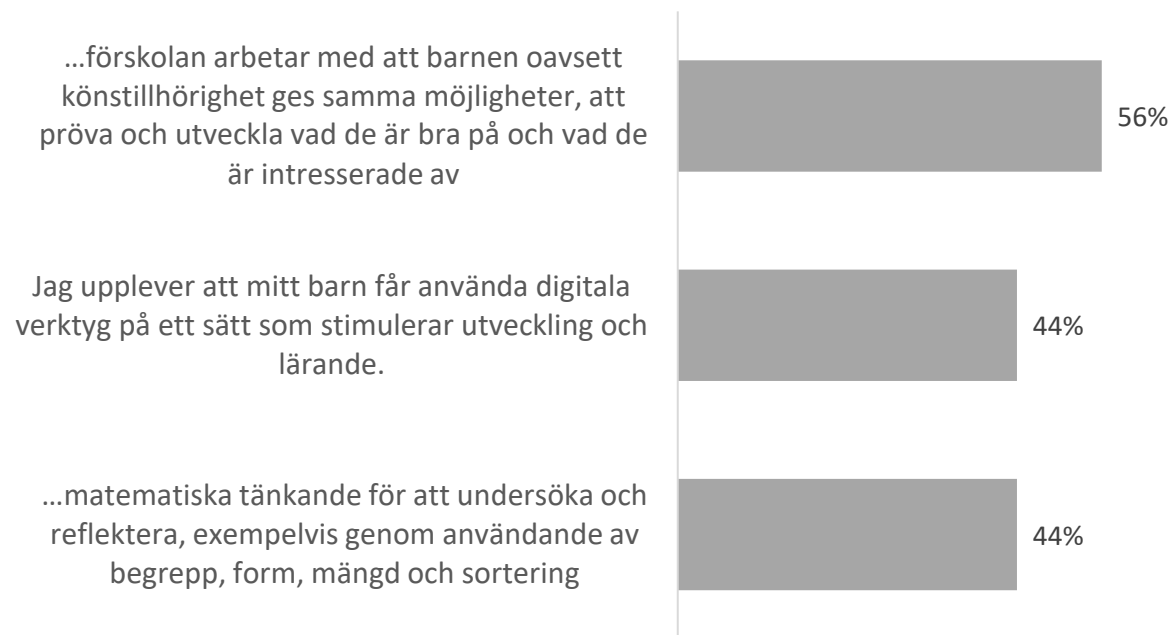 …förskolan arbetar med att barnen oavsett
könstillhörighet ges samma möjligheter, att
pröva och utveckla vad de är bra på och vad de
är intresserade av
56%
Jag upplever att mitt barn får använda digitala
verktyg på ett sätt som stimulerar utveckling och
lärande.
44%
…matematiska tänkande för att undersöka och
reflektera, exempelvis genom användande av
begrepp, form, mängd och sortering
44%